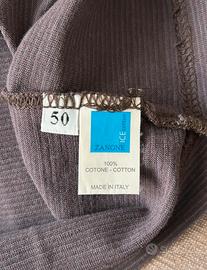 50
ICE
ZANONE
100%
COTONE - COTTON
MADE IN ITALY